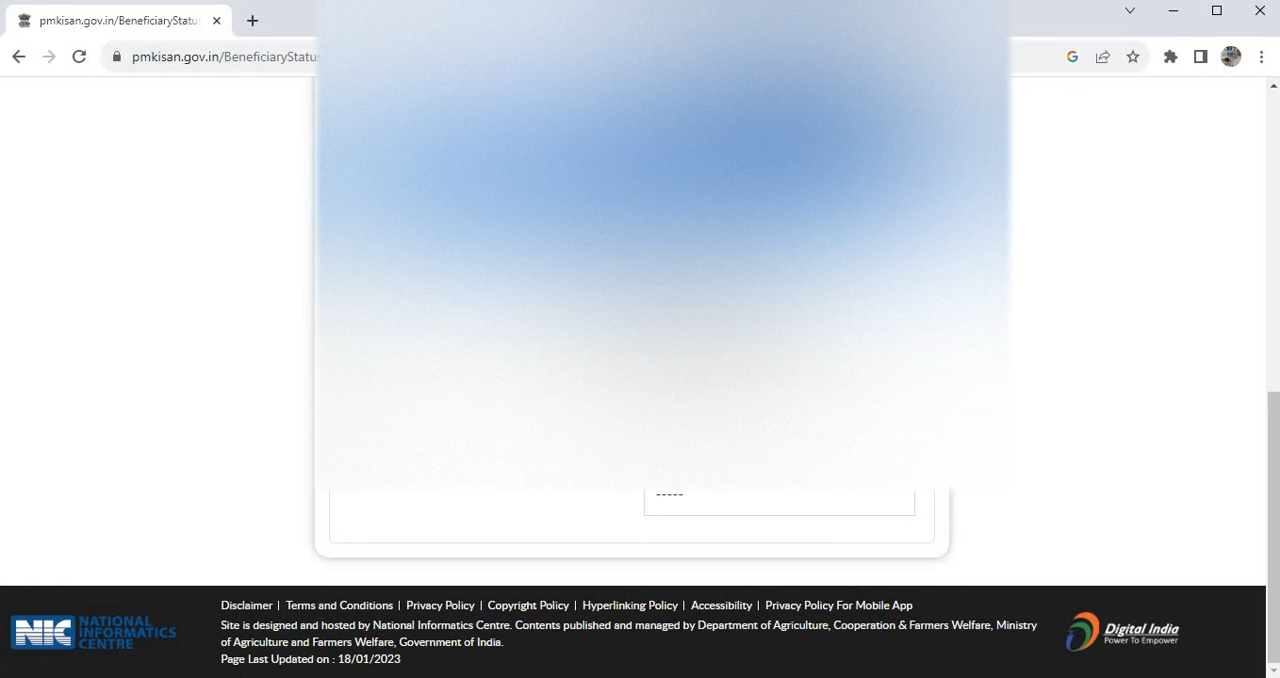 pmkisan.gov.in/BeneficiaryStatu
pmkisan.gov.in/BeneficiaryStatu
-----
Disclaimer | Terms and Conditions | Privacy Policy | Copyright Policy | Hyperlinking Policy | Accessibility | Privacy Policy For Mobile App
Site is designed and hosted by National Informatics Centre. Contents published and managed by Department of Agriculture, Cooperation & Farmers Welfare, Ministry
of Agriculture and Farmers Welfare, Government of India.
Page Last Updated on : 18/01/2023
NIC NATIONAL
INFORMATICS
CENTRE
Digital India
Power To Empower